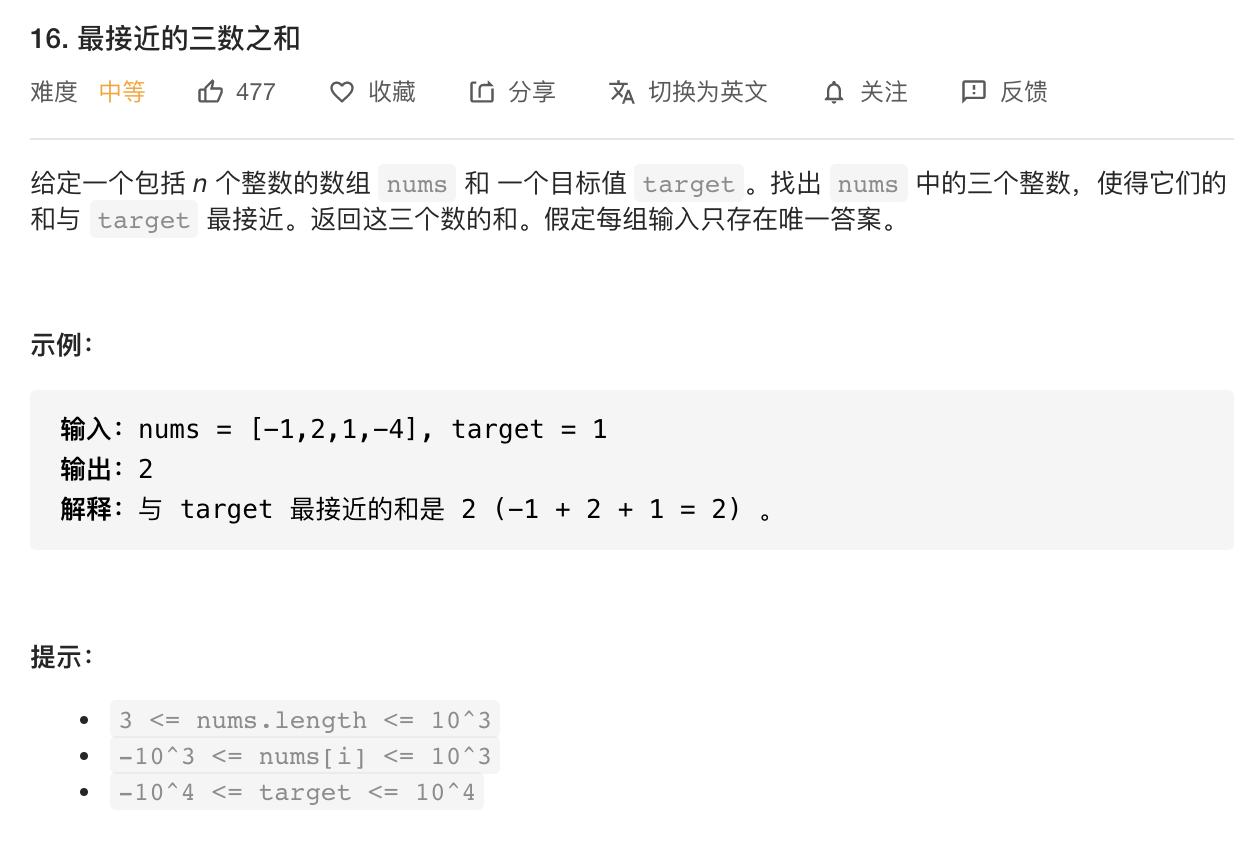 16. 最接近的三数之和
难度 中等 477 收藏 分享 切换为英文 关注 反馈
给定一个包括 n 个整数的数组 nums 和 一个目标值 target 。找出 nums 中的三个整数，使得它们的
和与 target 最接近。返回这三个数的和。假定每组输入只存在唯一答案。
示例：
输入：nums = [-1,2,1,-4], target = 1
输出：2
解释：与 target 最接近的和是 2 (-1 + 2 + 1 = 2) 。
提示：
3 <= nums.length <= 10^3
-10^3 <= nums[i] <= 10^3
-10^4 <= target <= 10^4